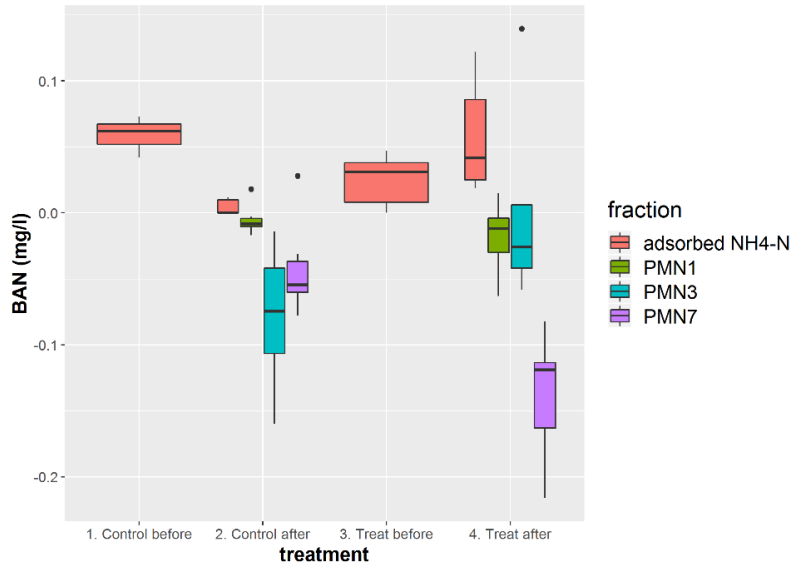 0.1
0.0
-0.1
-0.2
BAN (mg/l)
1. Control before
2. Control after
3. Treat before
4. Treat after
treatment
fraction
adsorbed NH4-N
PMN1
PMN3
PMN7